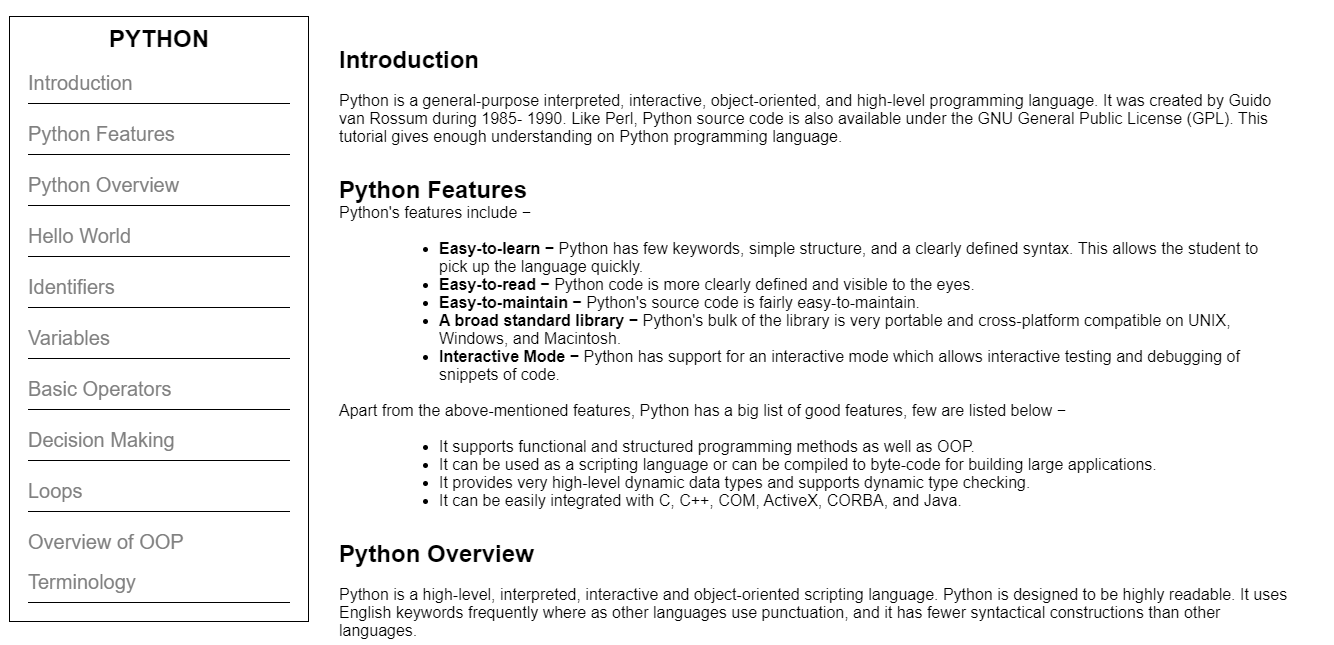 PYTHON
Introduction
Python Features
Python Overview
Hello World
Identifiers
Variables
Basic Operators
Decision Making
Loops
Overview of OOP
Terminology
Introduction
Python is a general-purpose interpreted, interactive, object-oriented, and high-level programming language. It was created by Guido
van Rossum during 1985- 1990. Like Perl, Python source code is also available under the GNU General Public License (GPL). This
tutorial gives enough understanding on Python programming language.
Python Features
Python's features include −
• Easy-to-learn − Python has few keywords, simple structure, and a clearly defined syntax. This allows the student to
pick up the language quickly.
• Easy-to-read − Python code is more clearly defined and visible to the eyes.
• Easy-to-maintain − Python's source code is fairly easy-to-maintain.
• A broad standard library − Python's bulk of the library is very portable and cross-platform compatible on UNIX,
Windows, and Macintosh.
• Interactive Mode − Python has support for an interactive mode which allows interactive testing and debugging of
snippets of code.
Apart from the above-mentioned features, Python has a big list of good features, few are listed below −
• It supports functional and structured programming methods as well as OOP.
• It can be used as a scripting language or can be compiled to byte-code for building large applications.
• It provides very high-level dynamic data types and supports dynamic type checking.
• It can be easily integrated with C, C++, COM, ActiveX, CORBA, and Java.
Python Overview
Python is a high-level, interpreted, interactive and object-oriented scripting language. Python is designed to be highly readable. It uses
English keywords frequently where as other languages use punctuation, and it has fewer syntactical constructions than other
languages.